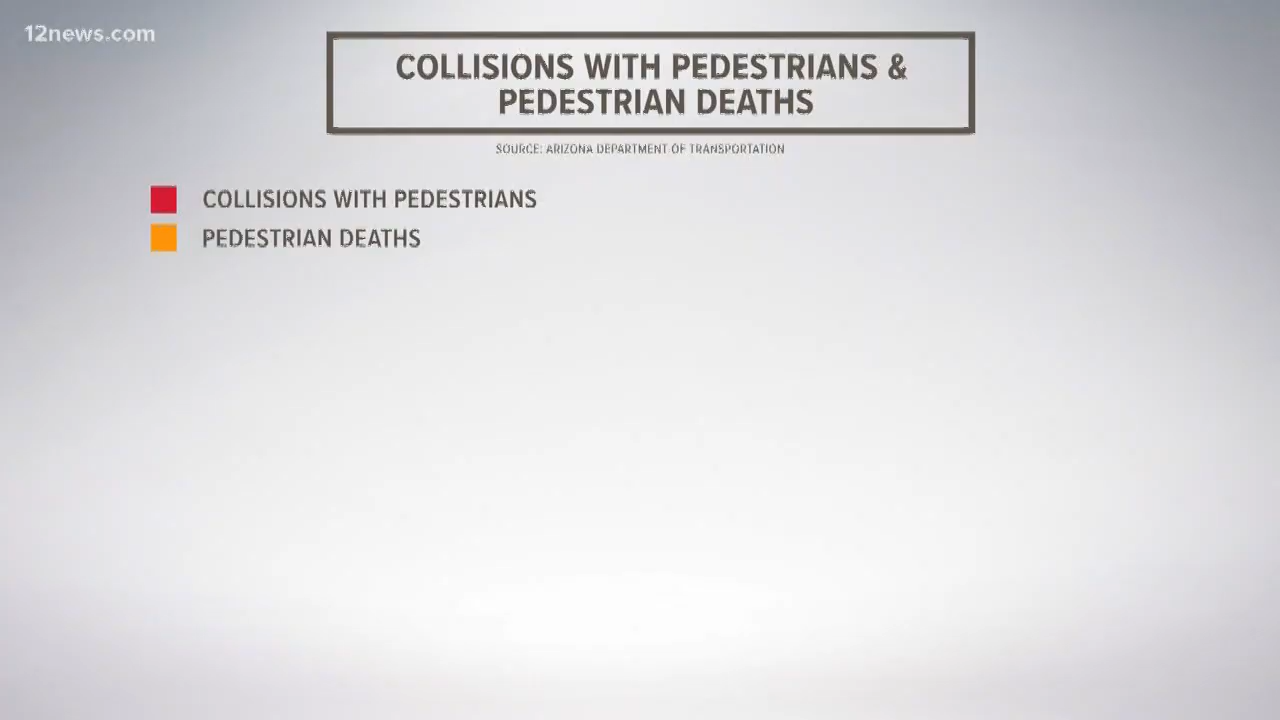 12news.com
COLLISIONS WITH PEDESTRIANS &
PEDESTRIAN DEATHS
SOURCE: ARIZONA DEPARTMENT OF TRANSPORTATION
COLLISIONS WITH PEDESTRIANS
PEDESTRIAN DEATHS